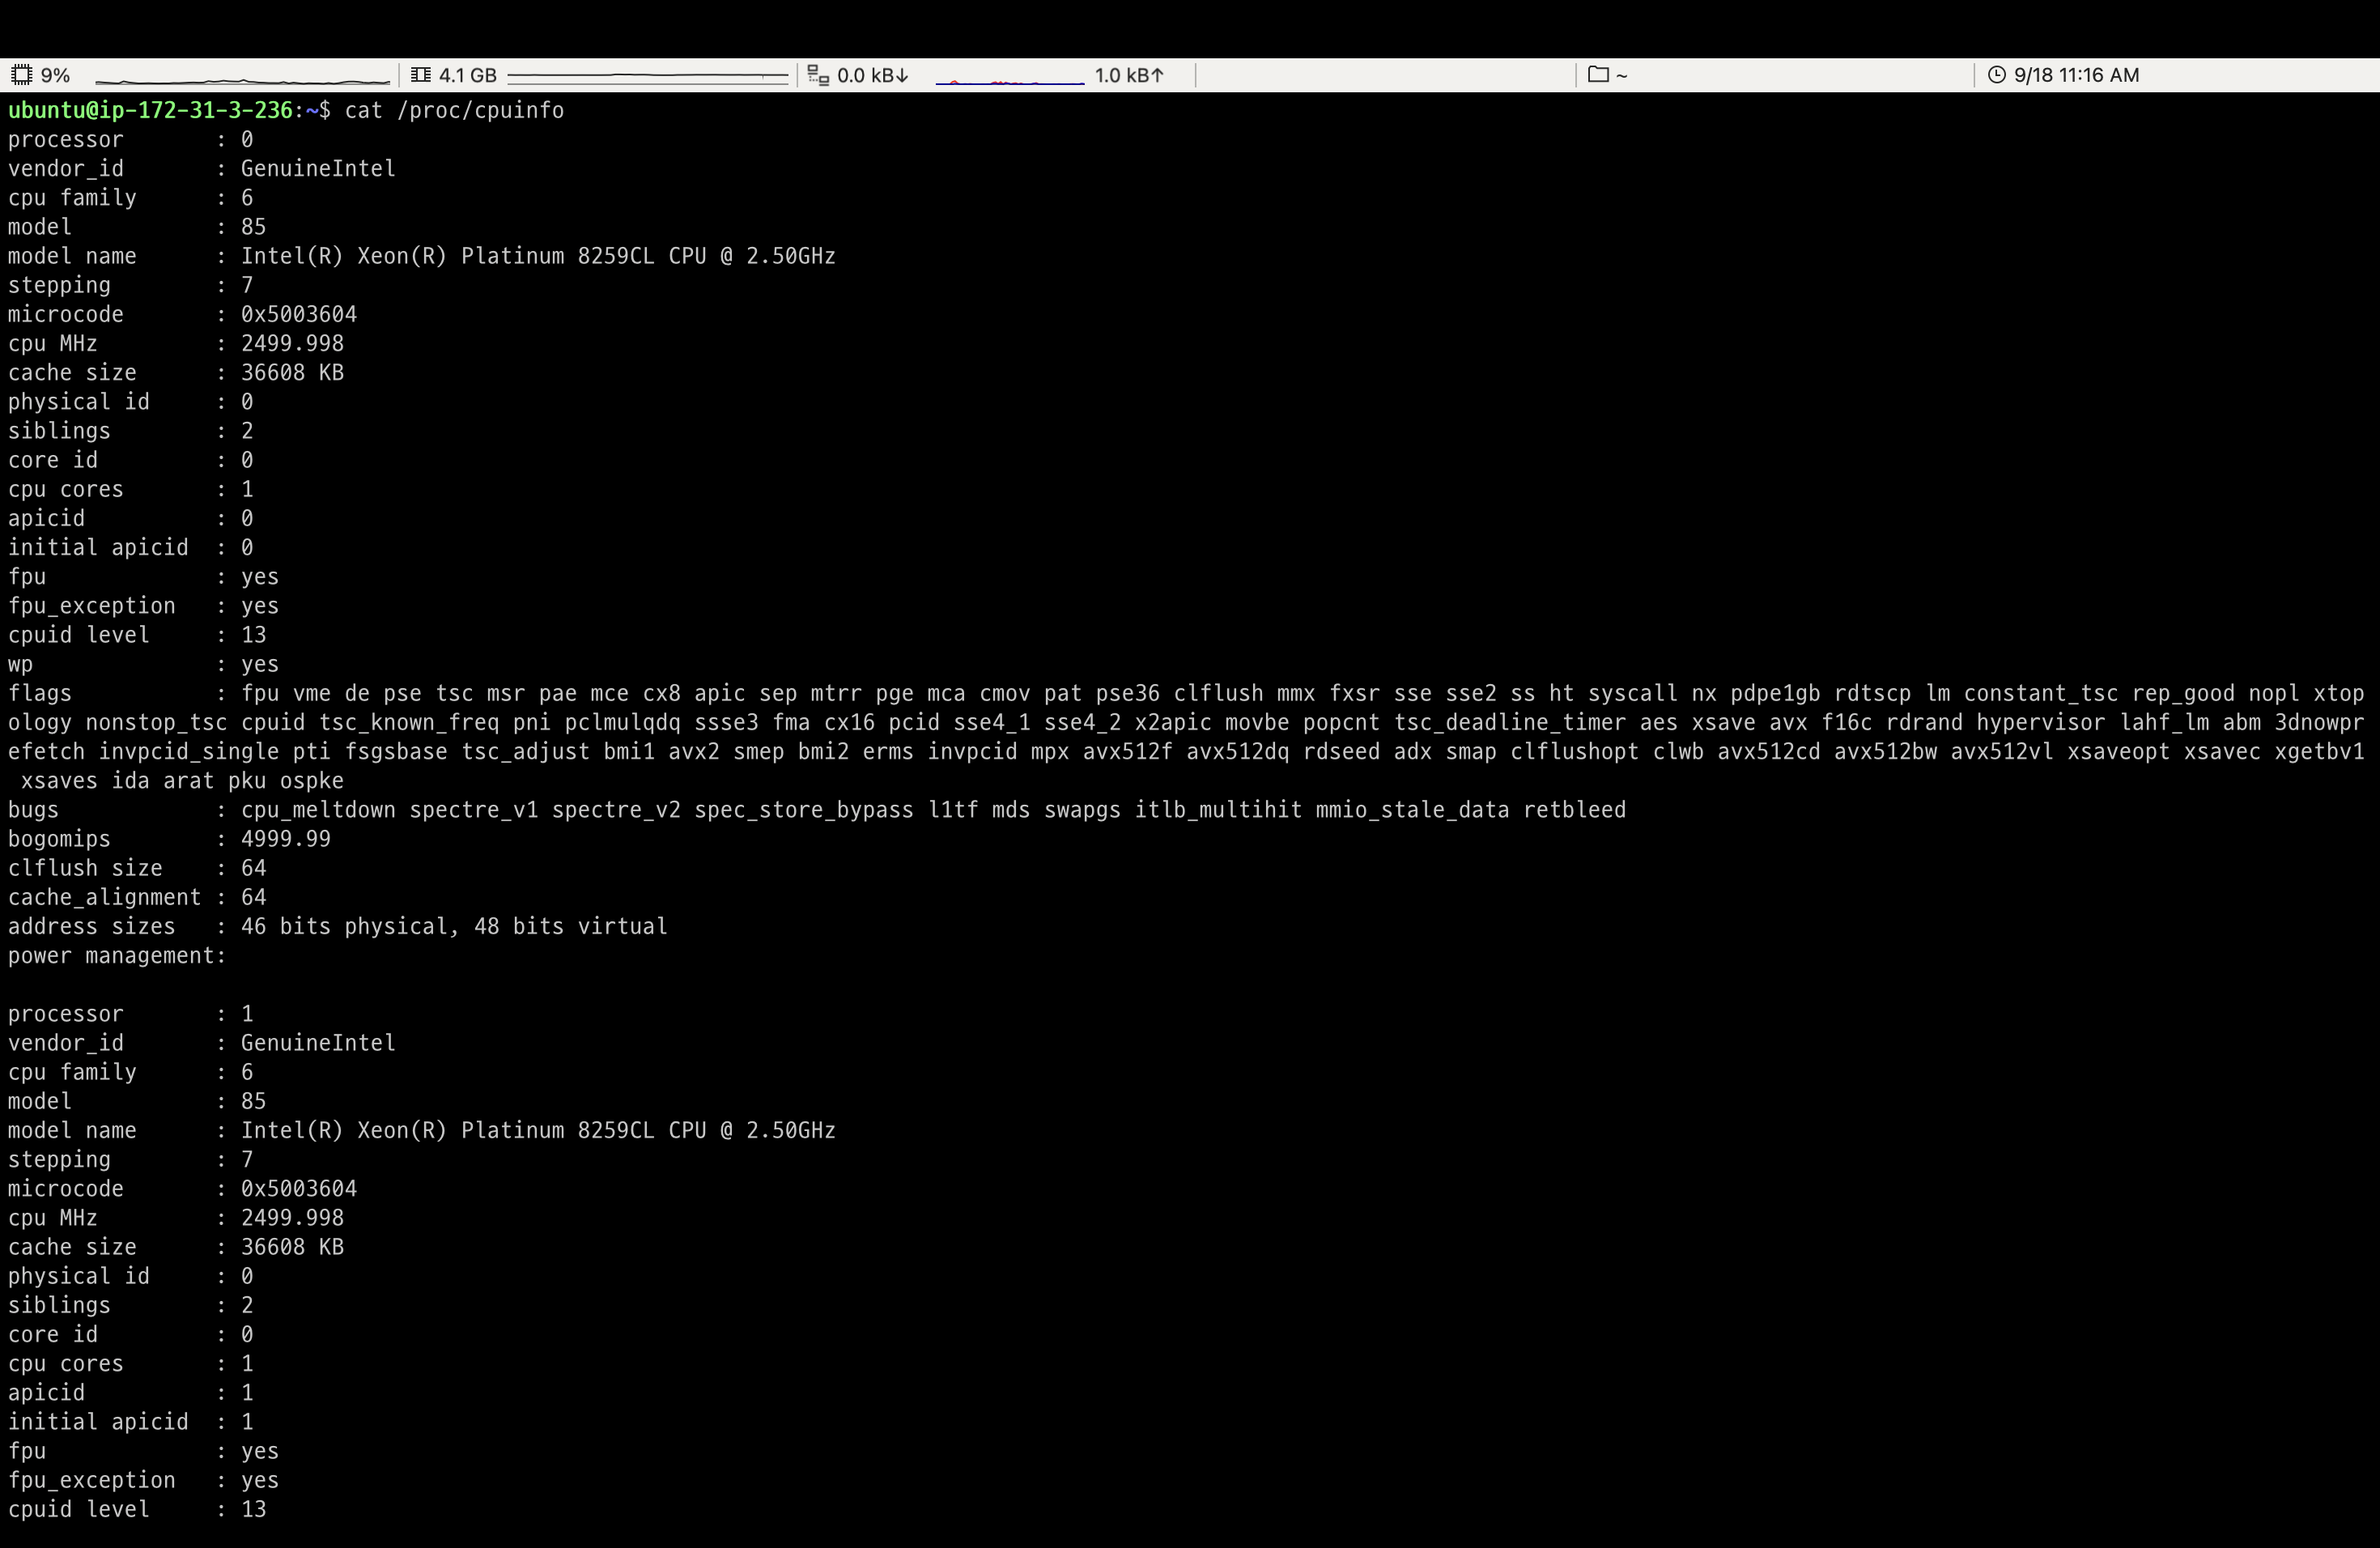 9% 4.1 GB 0.0 kB↓ 1.0 kB↑ ~ 9/18 11:16 AM
ubuntu@ip-172-31-3-236:~$ cat /proc/cpuinfo
processor : 0
vendor_id : GenuineIntel
cpu family : 6
model : 85
model name : Intel(R) Xeon(R) Platinum 8259CL CPU @ 2.50GHz
stepping : 7
microcode : 0x5003604
cpu MHz : 2499.998
cache size : 36608 KB
physical id : 0
siblings : 2
core id : 0
cpu cores : 1
apicid : 0
initial apicid : 0
fpu : yes
fpu_exception : yes
cpuid level : 13
wp : yes
flags : fpu vme de pse tsc msr pae mce cx8 apic sep mtrr pge mca cmov pat pse36 clflush mmx fxsr sse sse2 ss ht syscall nx pdpe1gb rdtscp lm constant_tsc rep_good nopl xtop
ology nonstop_tsc cpuid tsc_known_freq pni pclmulqdq ssse3 fma cx16 pcid sse4_1 sse4_2 x2apic movbe popcnt tsc_deadline_timer aes xsave avx f16c rdrand hypervisor lahf_lm abm 3dnowpr
efetch invpcid_single pti fsgsbase tsc_adjust bmi1 avx2 smep bmi2 erms invpcid mpx avx512f avx512dq rdseed adx smap clflushopt clwb avx512cd avx512bw avx512vl xsaveopt xsavec xgetbv1
xsaves ida arat pku ospke
bugs : cpu_meltdown spectre_v1 spectre_v2 spec_store_bypass l1tf mds swapgs itlb_multihit mmio_stale_data retbleed
bogomips : 4999.99
clflush size : 64
cache_alignment : 64
address sizes : 46 bits physical, 48 bits virtual
power management:
processor : 1
vendor_id : GenuineIntel
cpu family : 6
model : 85
model name : Intel(R) Xeon(R) Platinum 8259CL CPU @ 2.50GHz
stepping : 7
microcode : 0x5003604
cpu MHz : 2499.998
cache size : 36608 KB
physical id : 0
siblings : 2
core id : 0
cpu cores : 1
apicid : 1
initial apicid : 1
fpu : yes
fpu_exception : yes
cpuid level : 13